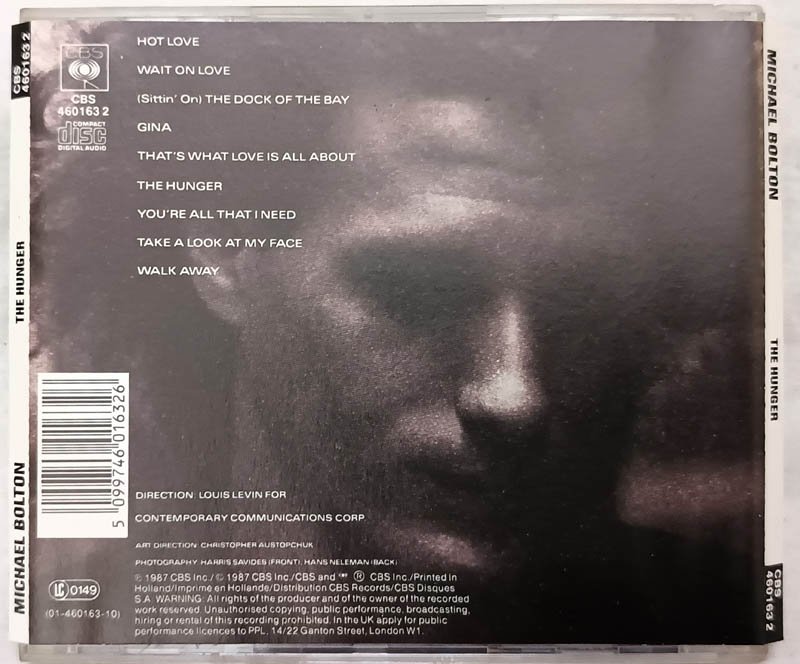 CBS
460163 2
MICHAEL BOLTON
THE HUNGER
CBS
CBS
460163 2
COMPACT
disc
DIGITAL AUDIO
HOT LOVE
WAIT ON LOVE
(Sittin' On) THE DOCK OF THE BAY
GINA
THAT'S WHAT LOVE IS ALL ABOUT
THE HUNGER
YOU'RE ALL THAT I NEED
TAKE A LOOK AT MY FACE
WALK AWAY
5 099746 016326
DIRECTION: LOUIS LEVIN FOR
CONTEMPORARY COMMUNICATIONS CORP.
ART DIRECTION: CHRISTOPHER AUSTOPCHUK
PHOTOGRAPHY: HARRIS SAVIDES (FRONT); HANS NELEMAN (BACK)
℗ 1987 CBS Inc./© 1987 CBS Inc./CBS and ® CBS Inc./Printed in
Holland/Imprimé en Hollande/Distribution CBS Records/CBS Disques
S.A. WARNING: All rights of the producer and of the owner of the recorded
work reserved. Unauthorised copying, public performance, broadcasting,
hiring or rental of this recording prohibited. In the UK apply for public
performance licences to PPL, 14/22 Ganton Street, London W1.
LC 0149
(01-460163-10)
MICHAEL BOLTON
THE HUNGER
CBS
460163 2